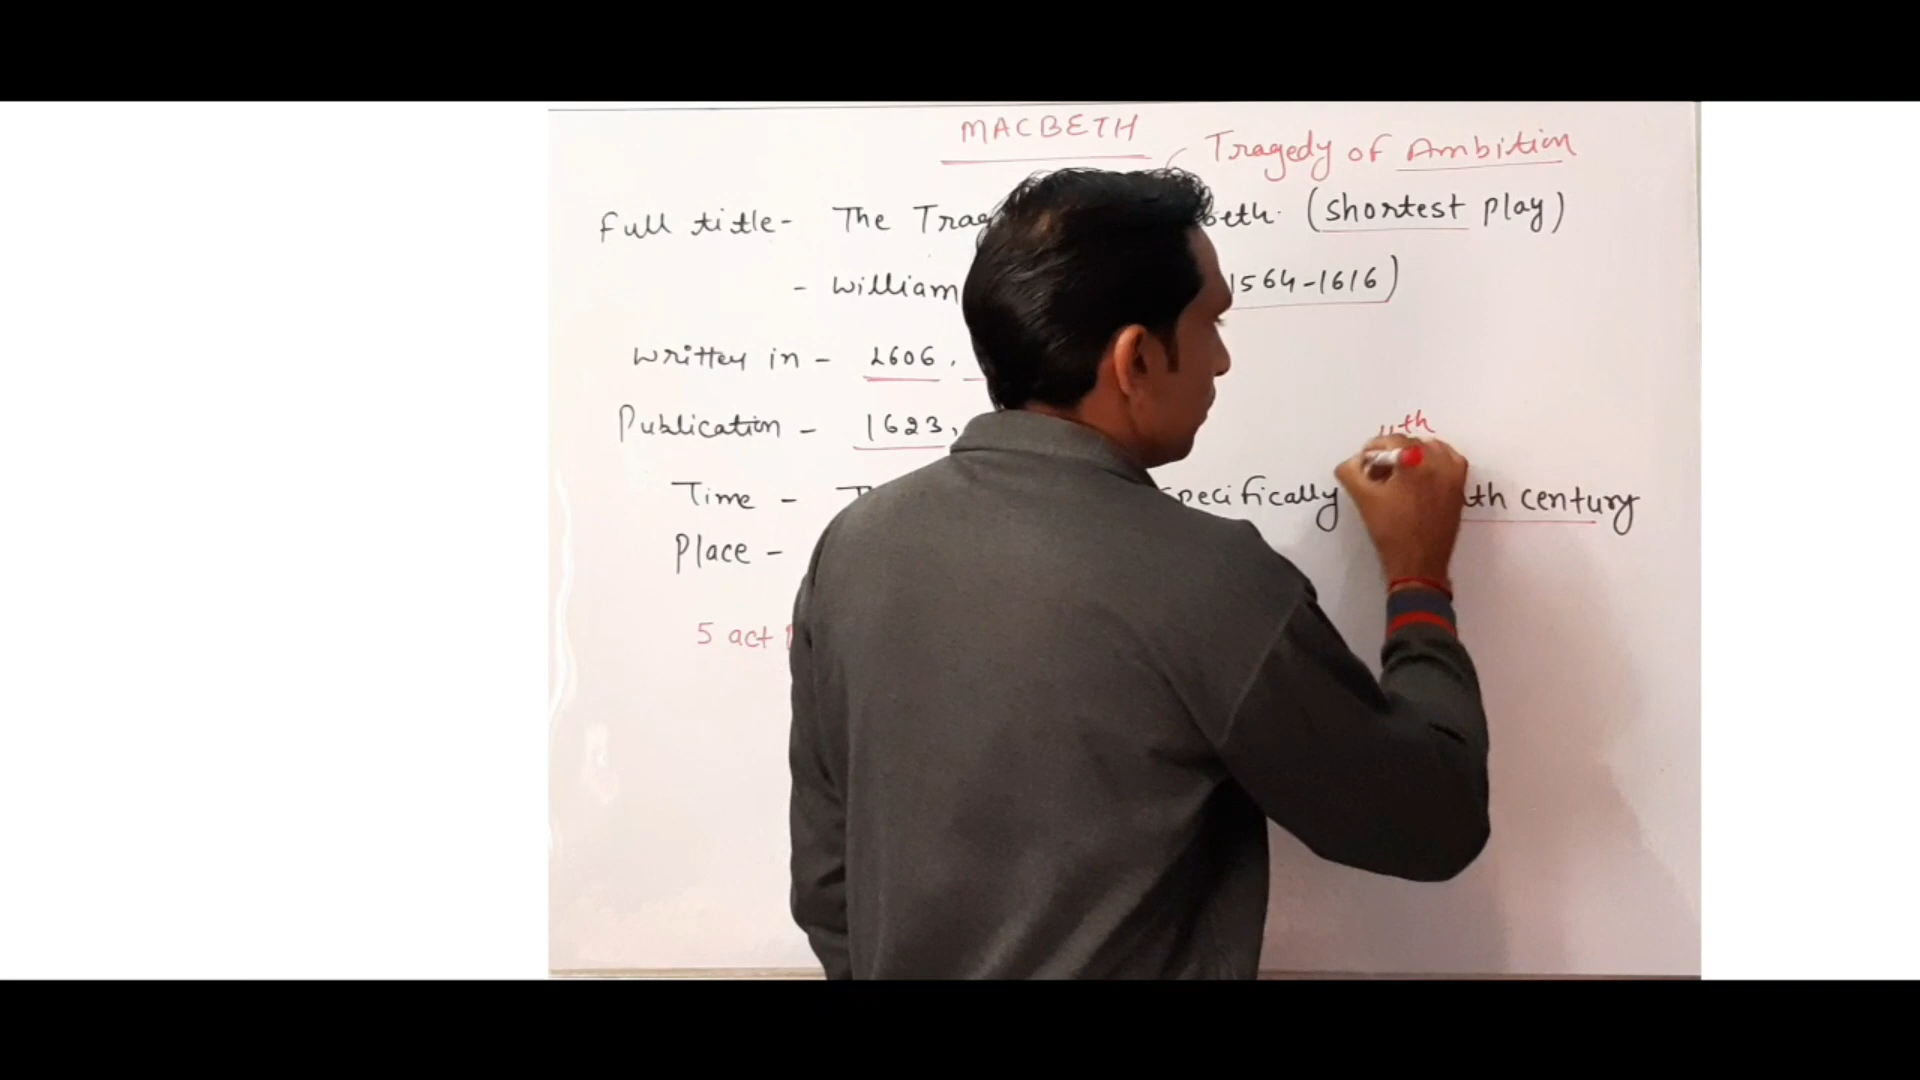 MACBETH
Tragedy of Ambition
Full title- The Trag beth. (shortest play)
- William 1564-1616)
Written in - 1606,
Publication - 1623,
11th
Time - specifically th century
Place -
5 act